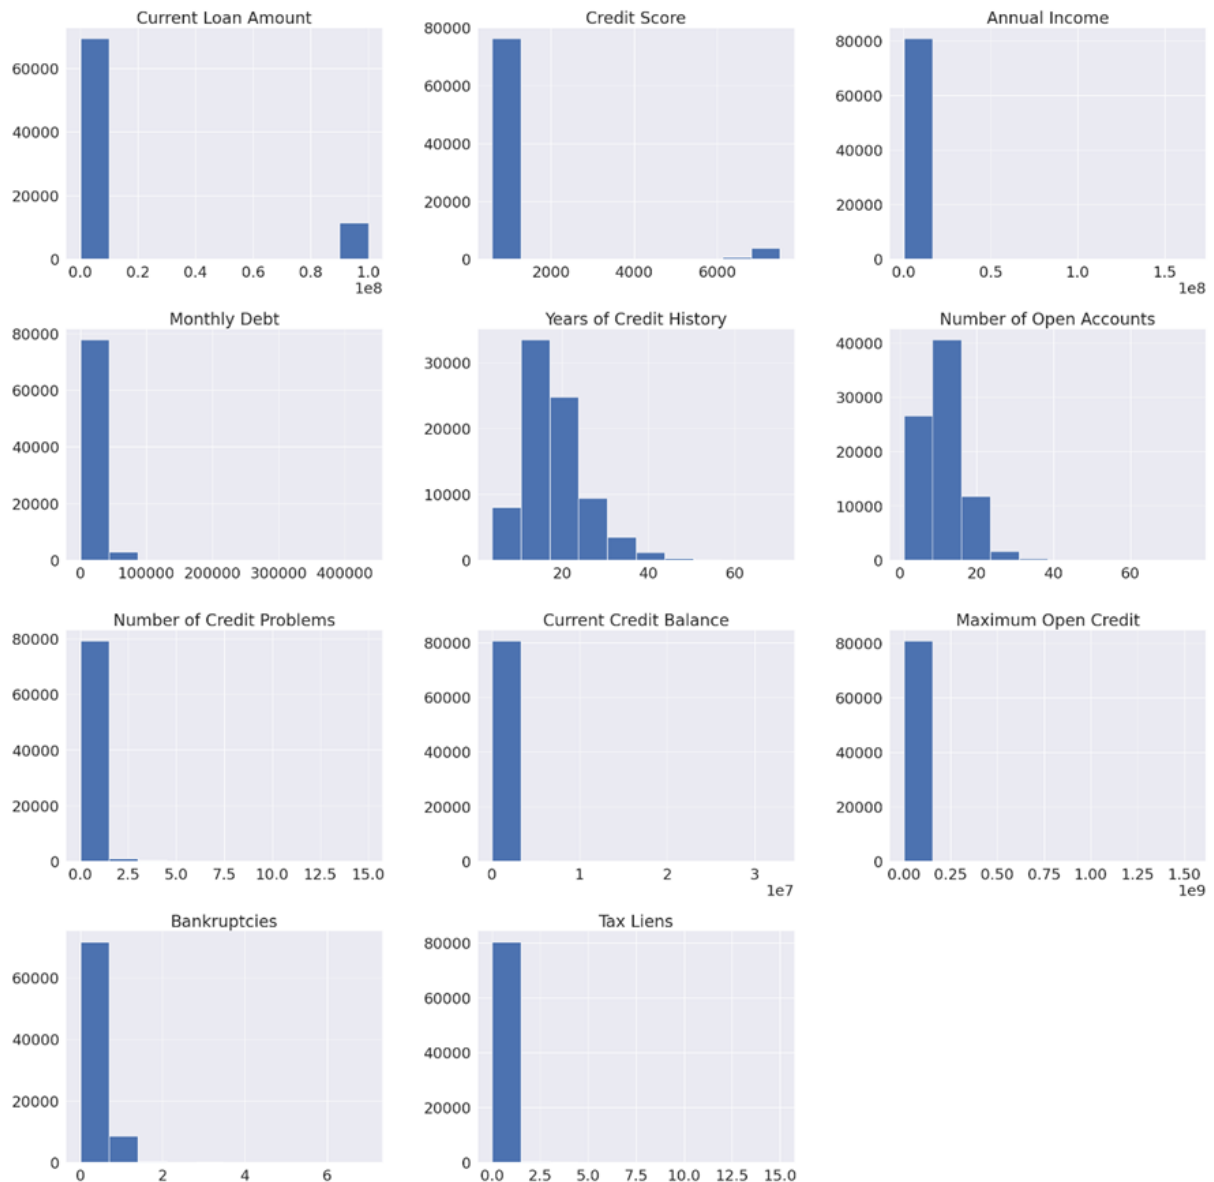 Current Loan Amount
60000
40000
20000
0
0.0 0.2 0.4 0.6 0.8 1.0
1e8
Credit Score
80000
60000
40000
20000
0
2000 4000 6000
Annual Income
80000
60000
40000
20000
0
0.0 0.5 1.0 1.5
1e8
Monthly Debt
80000
60000
40000
20000
0
0 100000 200000 300000 400000
Years of Credit History
30000
20000
10000
0
20 40 60
Number of Open Accounts
40000
30000
20000
10000
0
0 20 40 60
Number of Credit Problems
80000
60000
40000
20000
0
0.0 2.5 5.0 7.5 10.0 12.5 15.0
Current Credit Balance
80000
60000
40000
20000
0
0 1 2 3
1e7
Maximum Open Credit
80000
60000
40000
20000
0
0.00 0.25 0.50 0.75 1.00 1.25 1.50
1e9
Bankruptcies
60000
40000
20000
0
0 2 4 6
Tax Liens
80000
60000
40000
20000
0
0.0 2.5 5.0 7.5 10.0 12.5 15.0